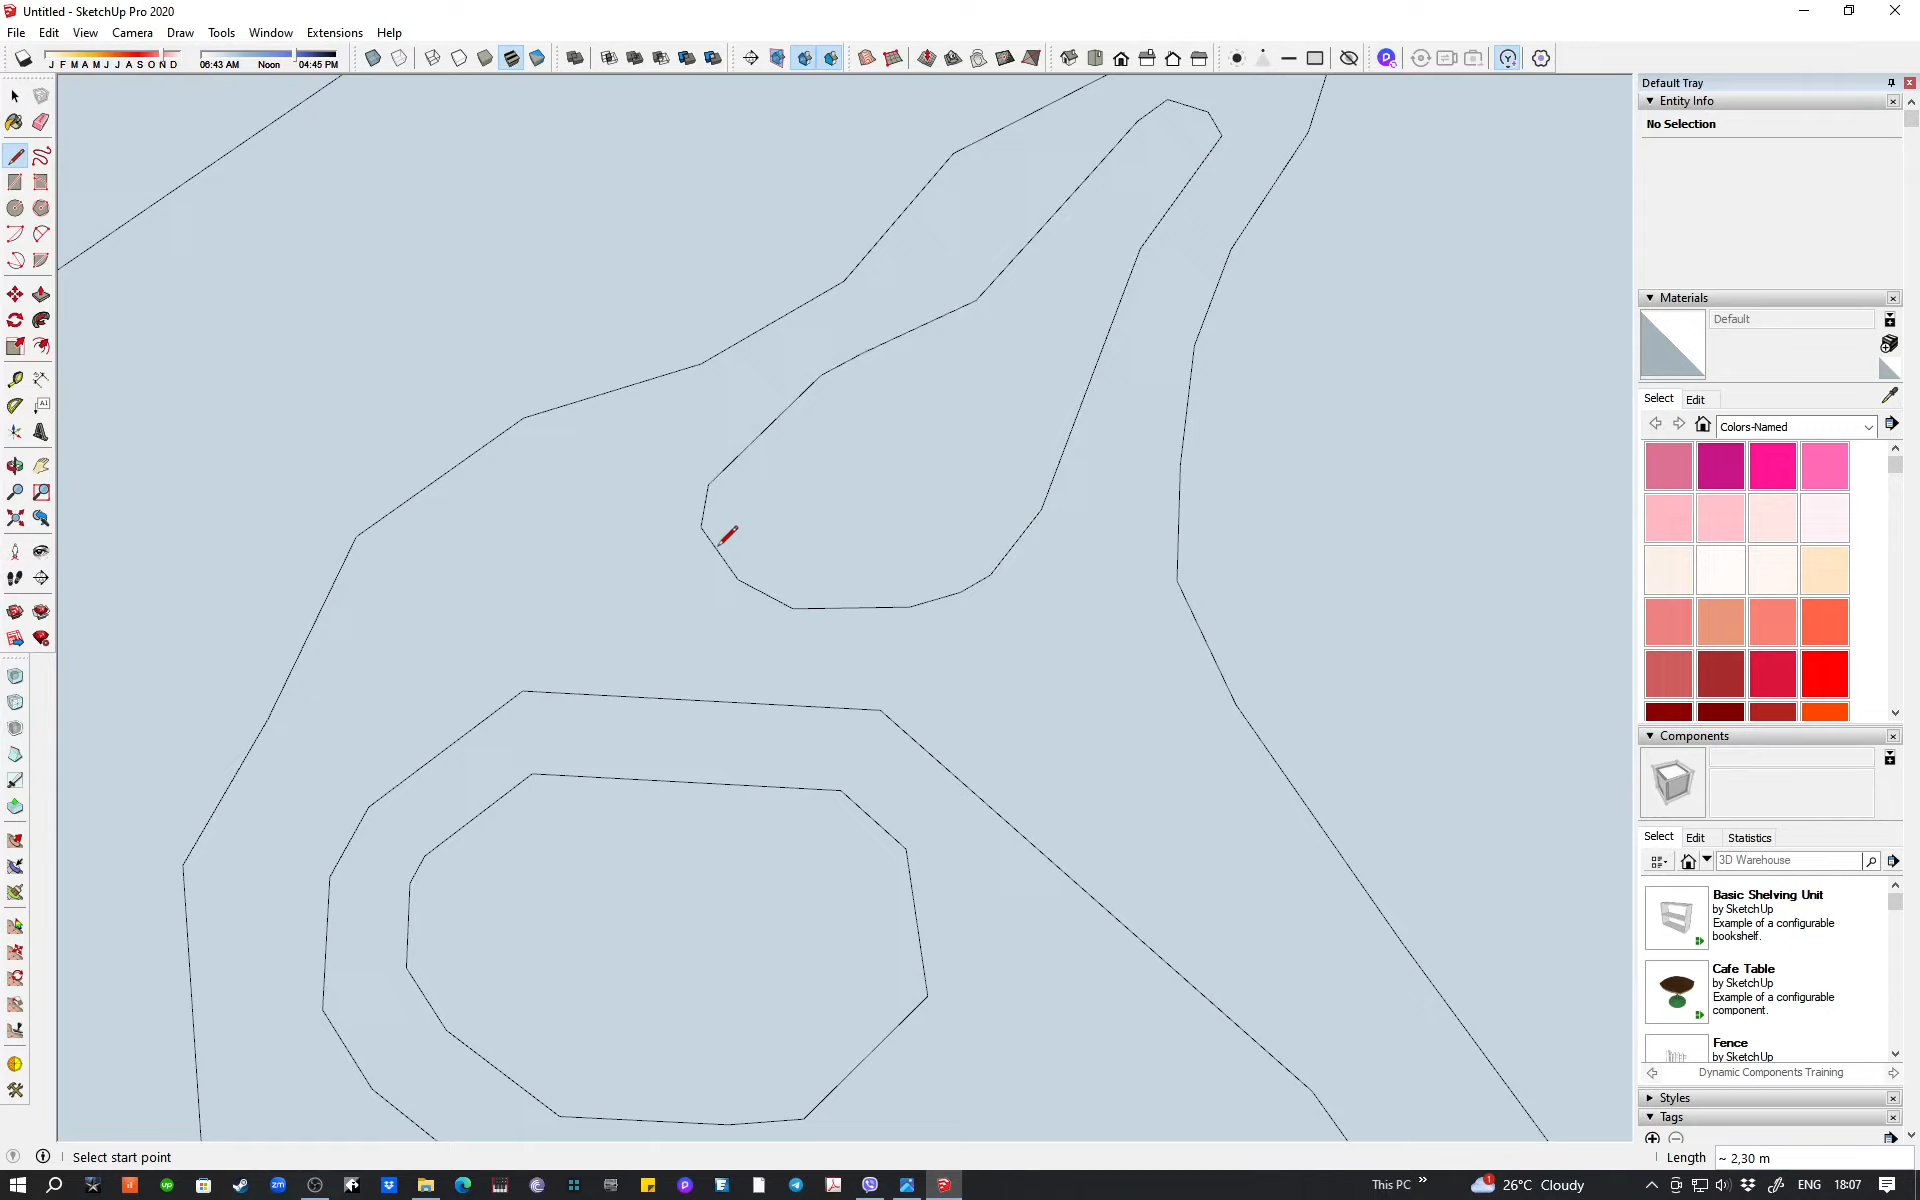 Untitled - SketchUp Pro 2020
File Edit View Camera Draw Tools Window Extensions Help
J F M A M J J A S O N D 06:43 AM Noon 04:45 PM
Default Tray
Entity Info
No Selection
Materials
Default
Select Edit
Colors-Named
Components
Select Edit Statistics
3D Warehouse
Basic Shelving Unit
by SketchUp
Example of a configurable
bookshelf.
Cafe Table
by SketchUp
Example of a configurable
component.
Fence
by SketchUp
Dynamic Components Training
Styles
Tags
Select start point
Length ~ 2,30 m
This PC 26°C Cloudy ENG 18:07